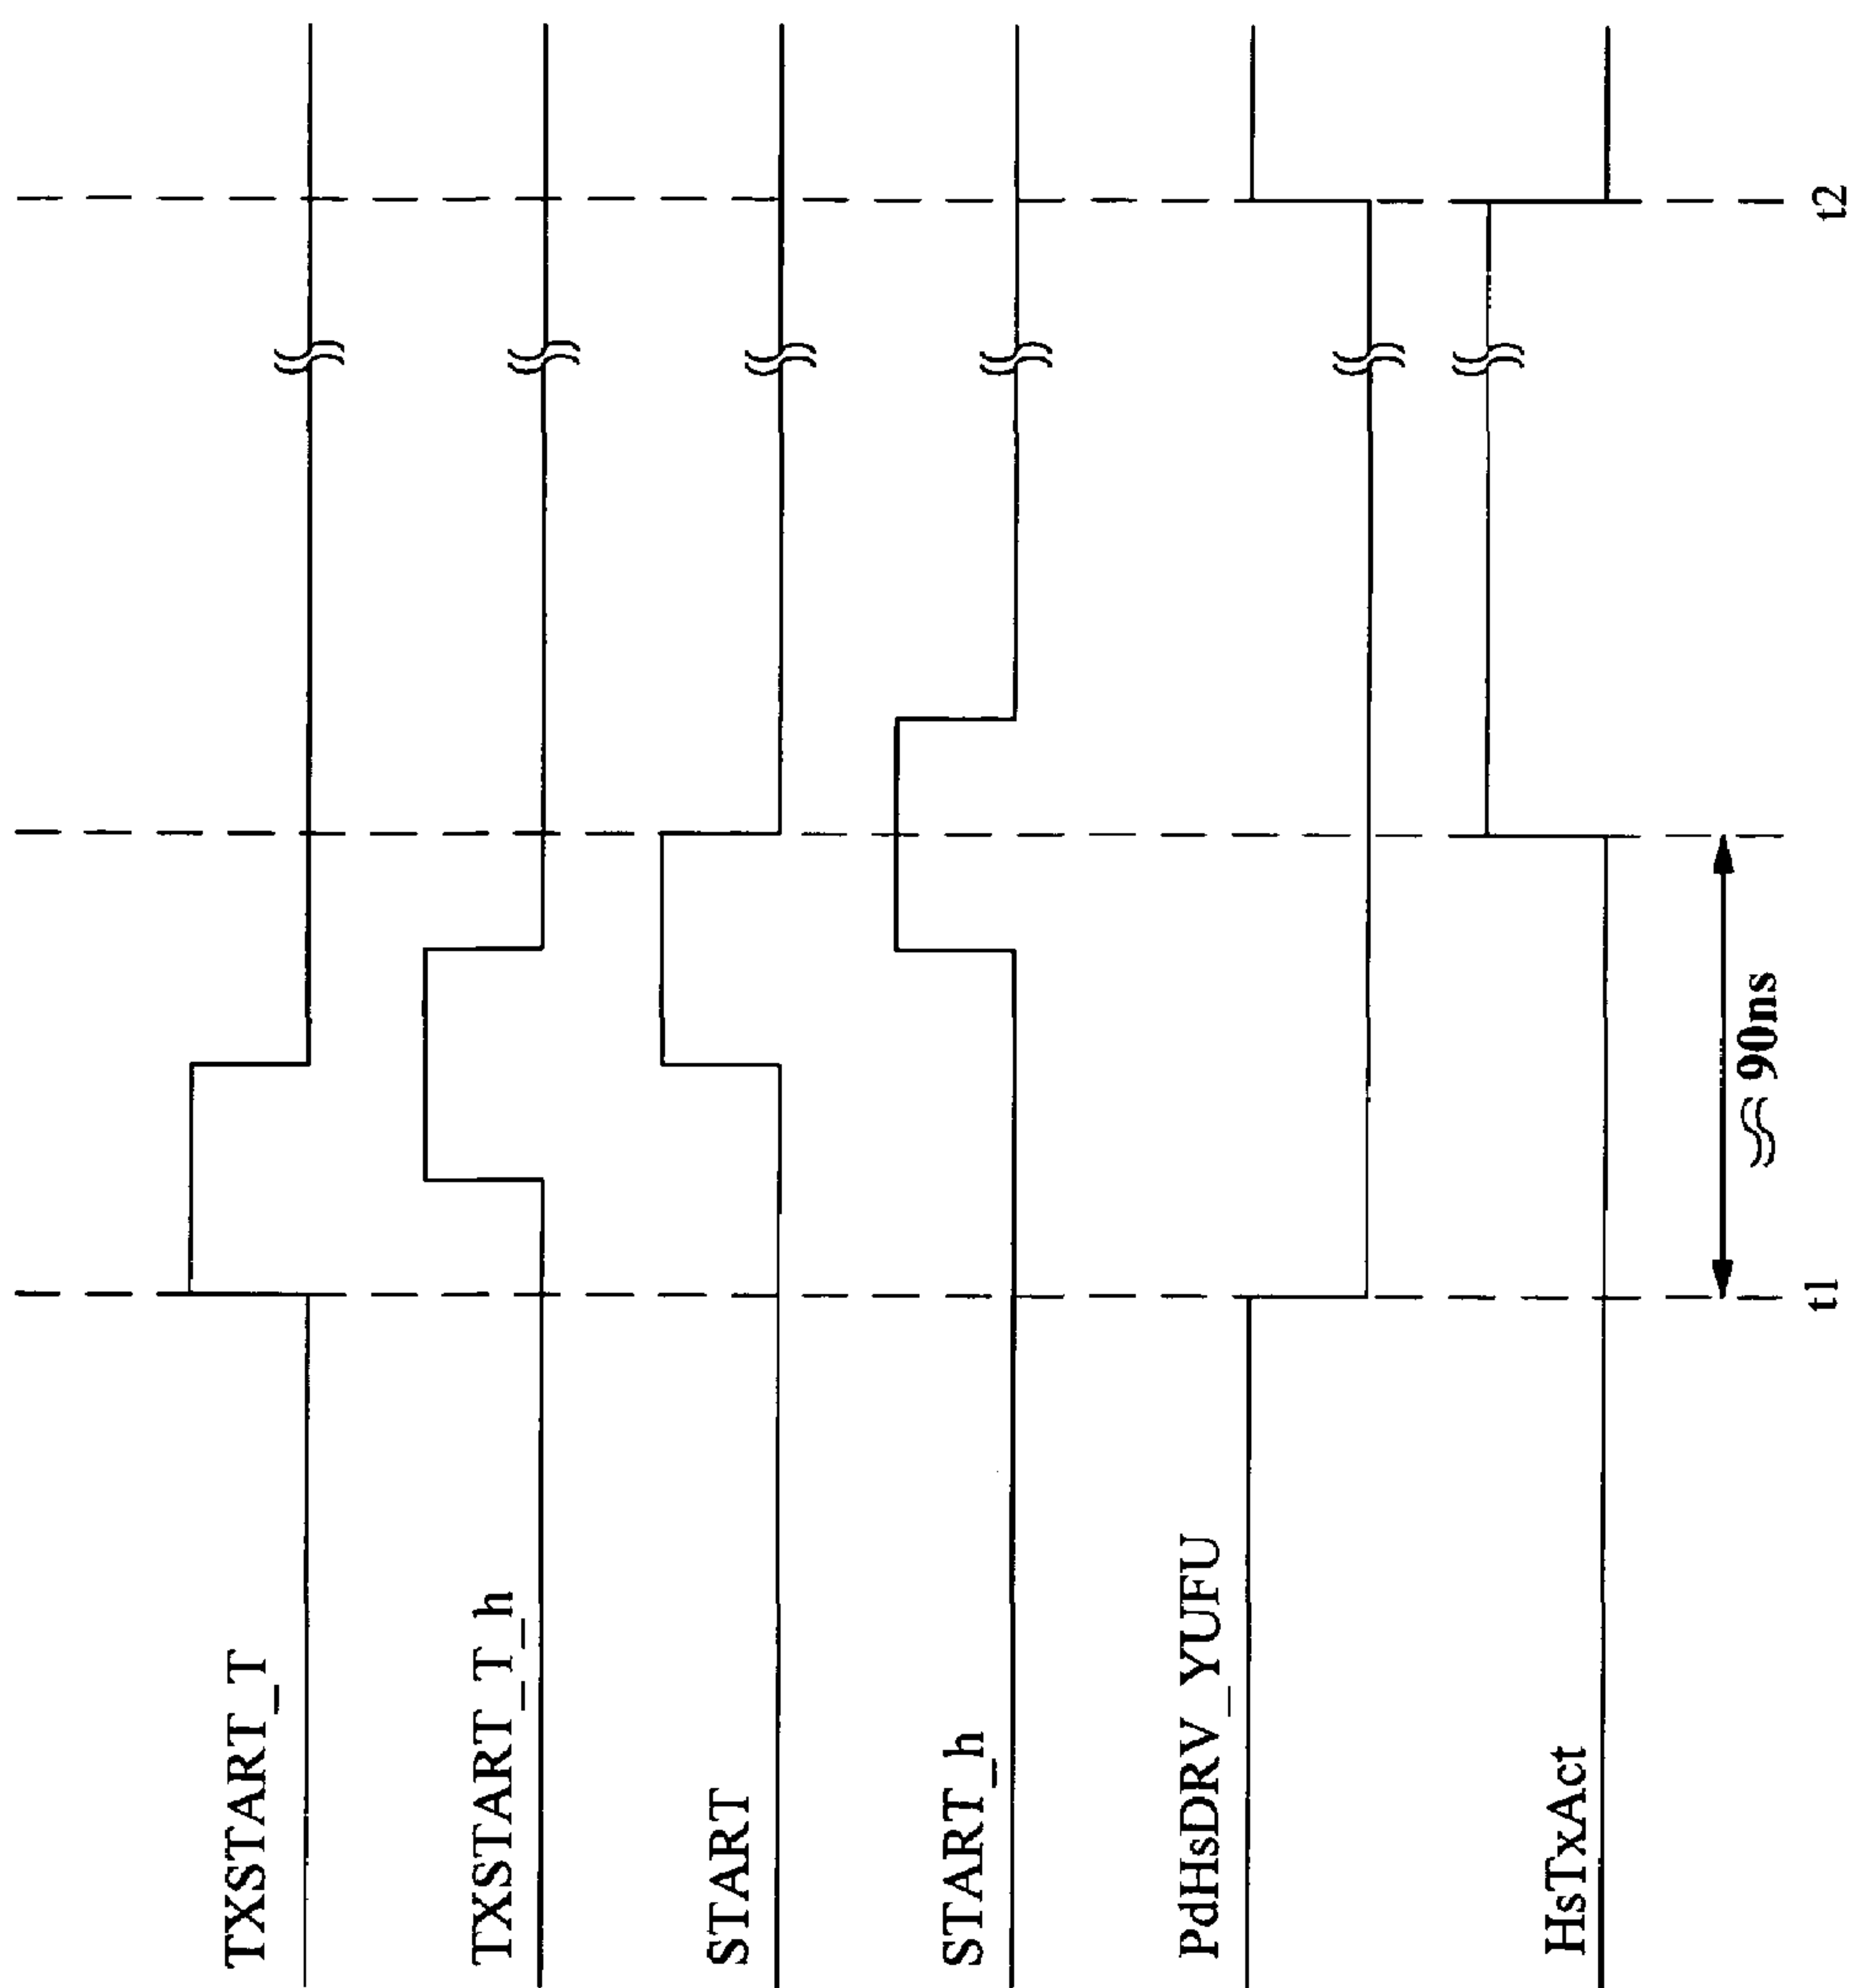 TXSTART_T
TXSTART_T_h
START
START_h
PdHsDRV_YUFU
HsTxAct
≈ 90ns
t1
t2